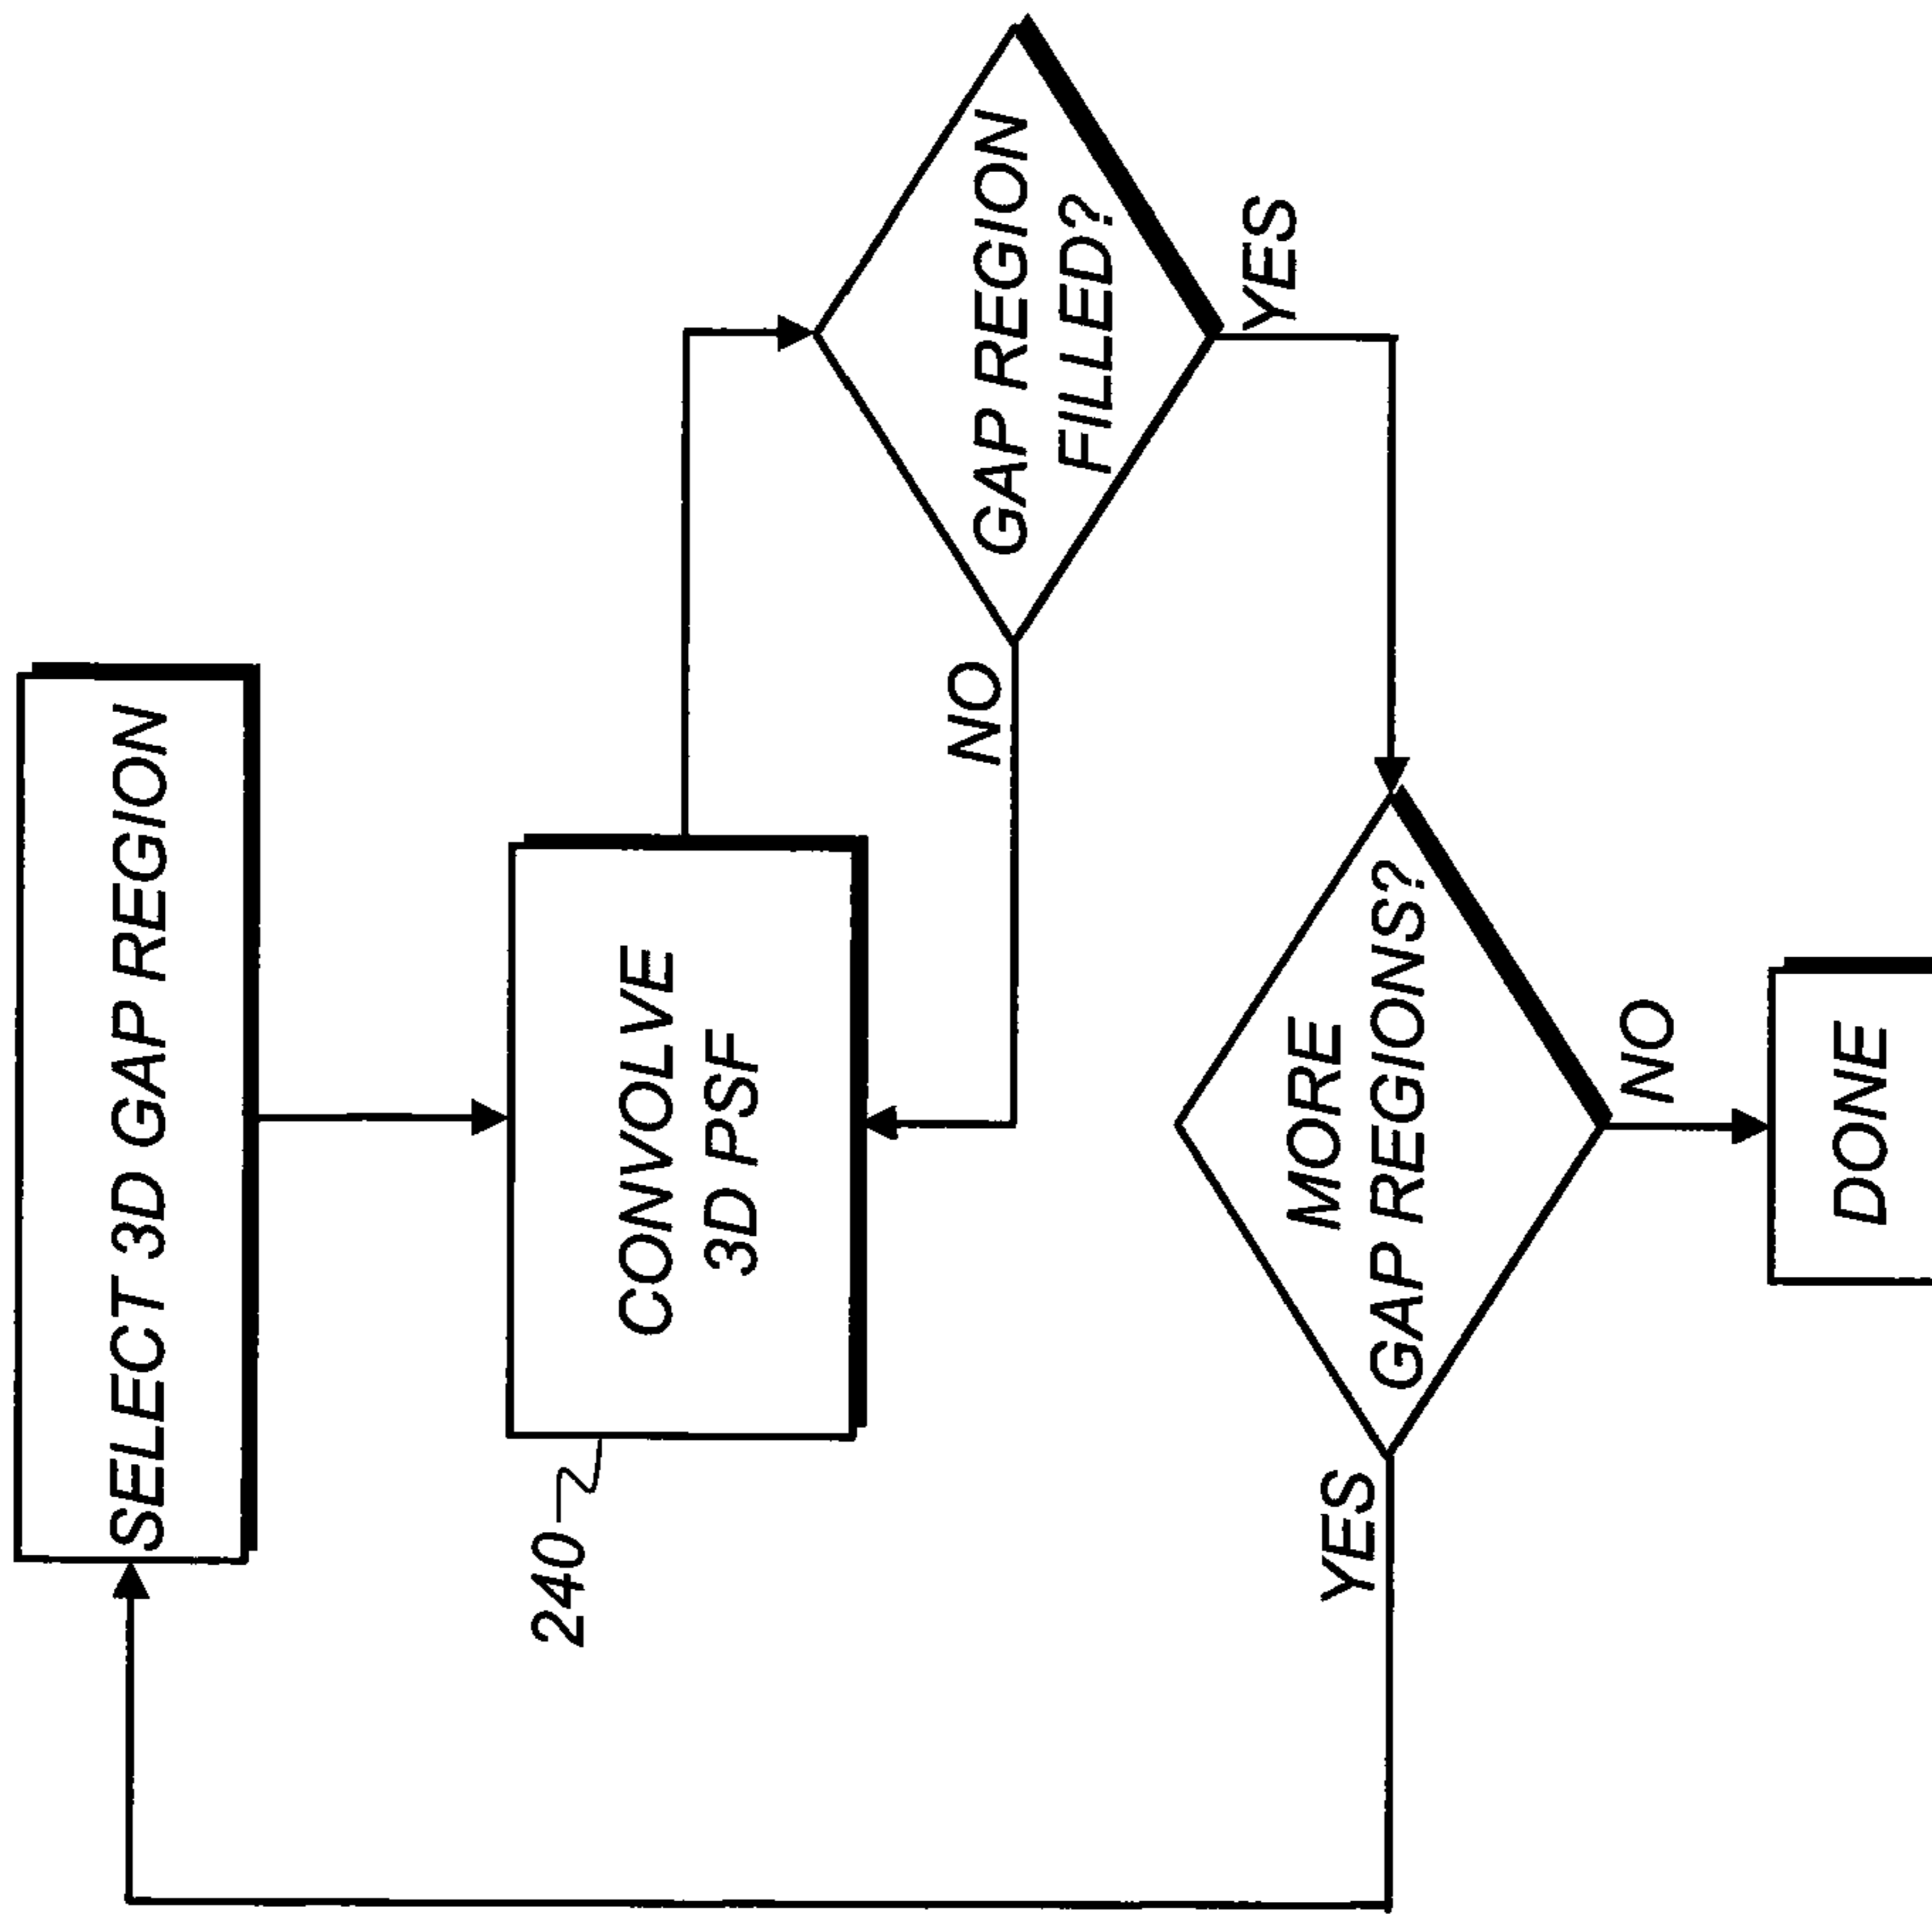 SELECT 3D GAP REGION
240
CONVOLVE
3D PSF
NO
GAP REGION
FILLED?
YES
MORE
GAP REGIONS?
YES
NO
DONE